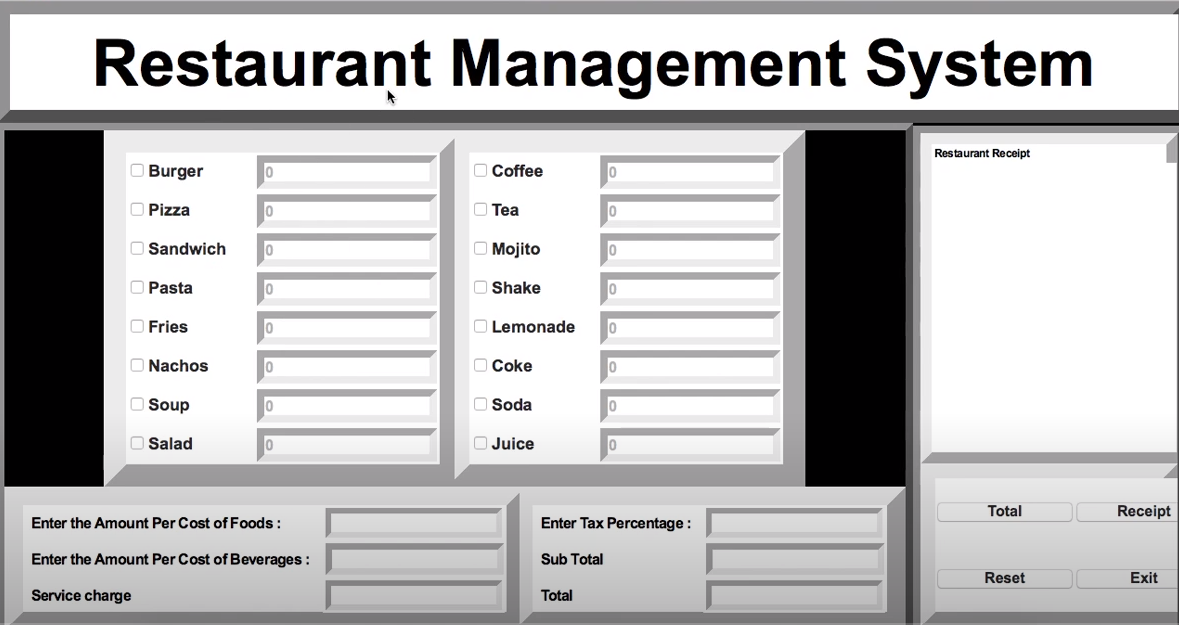 Restaurant Management System
Burger 0
Pizza 0
Sandwich 0
Pasta 0
Fries 0
Nachos 0
Soup 0
Salad 0
Coffee 0
Tea 0
Mojito 0
Shake 0
Lemonade 0
Coke 0
Soda 0
Juice 0
Restaurant Receipt
Enter the Amount Per Cost of Foods :
Enter the Amount Per Cost of Beverages :
Service charge
Enter Tax Percentage :
Sub Total
Total
Total Receipt
Reset Exit